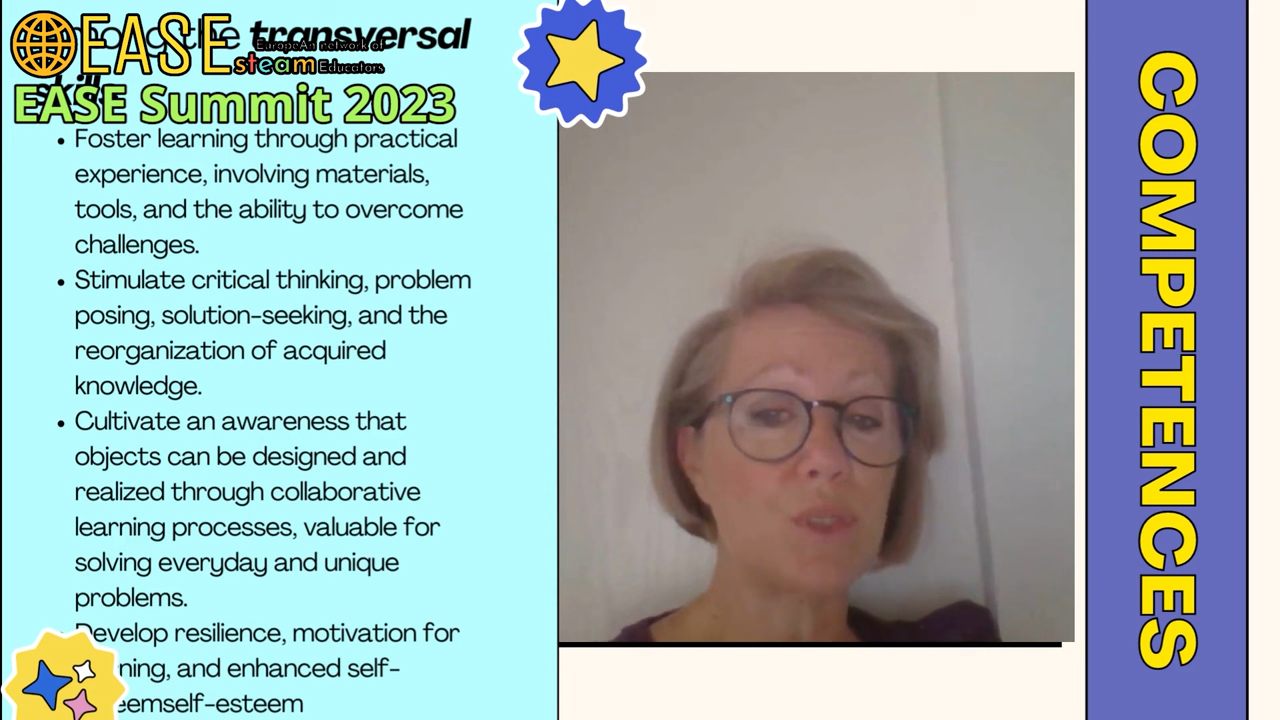 the transversal
EASE
EuropeAn network of
steam Educators
EASE Summit 2023
• Foster learning through practical
experience, involving materials,
tools, and the ability to overcome
challenges.
• Stimulate critical thinking, problem
posing, solution-seeking, and the
reorganization of acquired
knowledge.
• Cultivate an awareness that
objects can be designed and
realized through collaborative
learning processes, valuable for
solving everyday and unique
problems.
Develop resilience, motivation for
ning, and enhanced self-
eemself-esteem
COMPETENCES